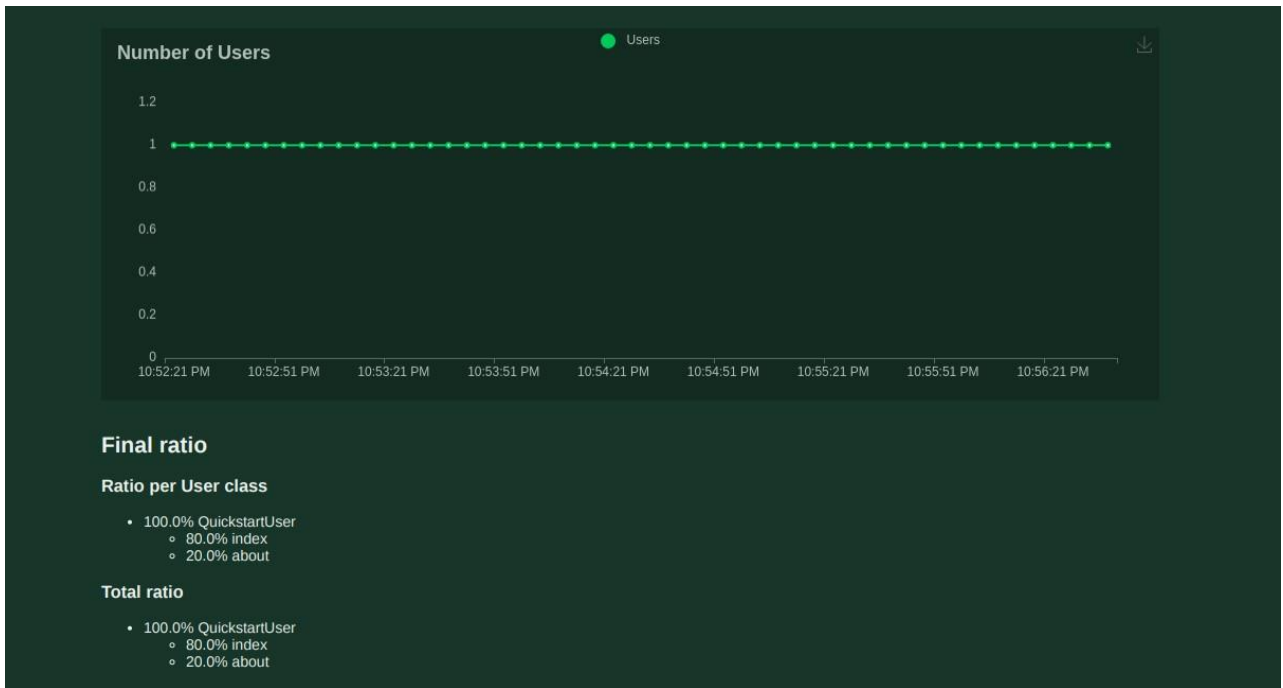 Number of Users
Users
1.2
1
0.8
0.6
0.4
0.2
0
10:52:21 PM 10:52:51 PM 10:53:21 PM 10:53:51 PM 10:54:21 PM 10:54:51 PM 10:55:21 PM 10:55:51 PM 10:56:21 PM
Final ratio
Ratio per User class
• 100.0% QuickstartUser
◦ 80.0% index
◦ 20.0% about
Total ratio
• 100.0% QuickstartUser
◦ 80.0% index
◦ 20.0% about